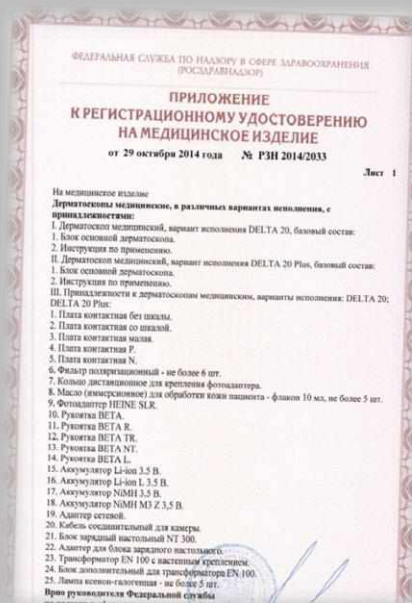 ФЕДЕРАЛЬНАЯ СЛУЖБА ПО НАДЗОРУ В СФЕРЕ ЗДРАВООХРАНЕНИЯ
(РОСЗДРАВНАДЗОР)
ПРИЛОЖЕНИЕ
К РЕГИСТРАЦИОННОМУ УДОСТОВЕРЕНИЮ
НА МЕДИЦИНСКОЕ ИЗДЕЛИЕ
от 29 октября 2014 года № РЗН 2014/2033
Лист 1
На медицинское изделие
Дерматоскопы медицинские, в различных вариантах исполнения, с
принадлежностями:
I. Дерматоскоп медицинский, вариант исполнения DELTA 20, базовый состав:
1. Блок основной дерматоскопа.
2. Инструкция по применению.
II. Дерматоскоп медицинский, вариант исполнения DELTA 20 Plus, базовый состав:
1. Блок основной дерматоскопа.
2. Инструкция по применению.
III. Принадлежности к дерматоскопам медицинским, варианты исполнения: DELTA 20;
DELTA 20 Plus:
1. Плата контактная без шкалы.
2. Плата контактная со шкалой.
3. Плата контактная малая.
4. Плата контактная P.
5. Плата контактная N.
6. Фильтр поляризационный - не более 6 шт.
7. Кольцо дистанционное для крепления фотоадаптера.
8. Масло (иммерсионное) для обработки кожи пациента - флакон 10 мл, не более 5 шт.
9. Фотоадаптер HEINE SLR.
10. Рукоятка BETA.
11. Рукоятка BETA R.
12. Рукоятка BETA TR.
13. Рукоятка BETA NT.
14. Рукоятка BETA L.
15. Аккумулятор Li-ion 3.5 В.
16. Аккумулятор Li-ion L 3.5 В.
17. Аккумулятор NiMH 3,5 В.
18. Аккумулятор NiMH M3 Z 3,5 В.
19. Адаптер сетевой.
20. Кабель соединительный для камеры.
21. Блок зарядный настольный NT 300.
22. Адаптер для блока зарядного настольного.
23. Трансформатор EN 100 с настенным креплением.
24. Блок дополнительный для трансформатора EN 100.
25. Лампа ксенон-галогенная - не более 5 шт.
Врио руководителя Федеральной службы